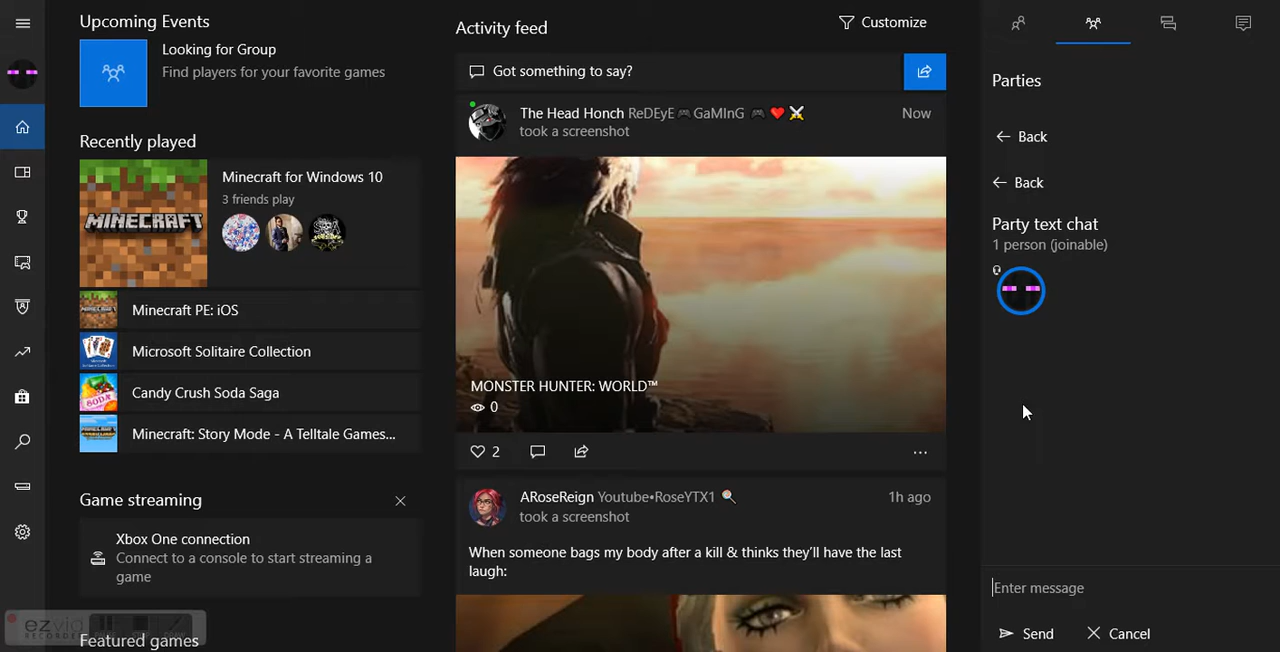 Upcoming Events
Looking for Group
Find players for your favorite games
Recently played
MINECRAFT
Minecraft for Windows 10
3 friends play
Minecraft PE: iOS
Microsoft Solitaire Collection
SODA
Candy Crush Soda Saga
Minecraft: Story Mode - A Telltale Games...
Game streaming
Xbox One connection
Connect to a console to start streaming a
game
Featured games
ezvid
RECORDER
Activity feed
Customize
Got something to say?
The Head Honch ReDEyE🎮GaMInG 🎮 ❤️ ⚔️
Now
took a screenshot
MONSTER HUNTER: WORLD™
0
2
...
ARoseReign Youtube•RoseYTX1 🔍
1h ago
took a screenshot
When someone bags my body after a kill & thinks they'll have the last
laugh:
Parties
Back
Back
Party text chat
1 person (joinable)
Enter message
Send
Cancel